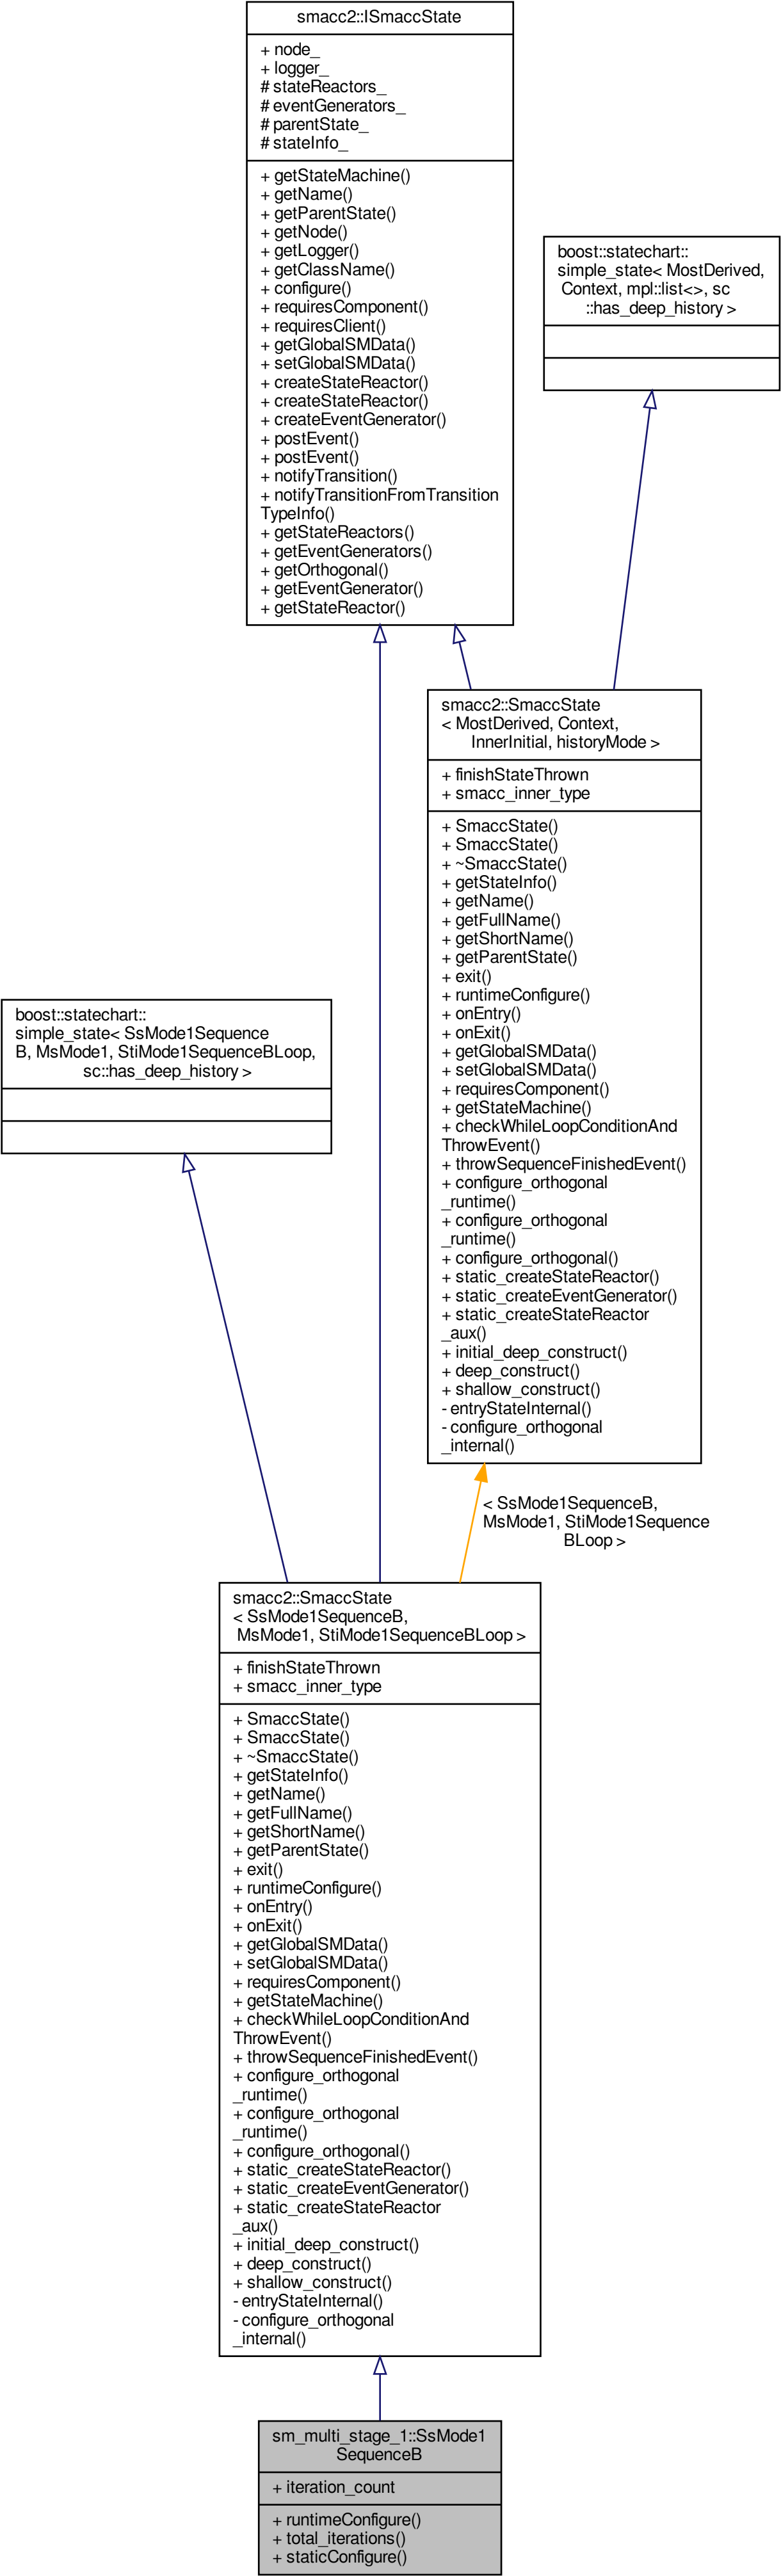 smacc2::ISmaccState
+ node_
+ logger_
# stateReactors_
# eventGenerators_
# parentState_
# stateInfo_
+ getStateMachine()
+ getName()
+ getParentState()
+ getNode()
+ getLogger()
+ getClassName()
+ configure()
+ requiresComponent()
+ requiresClient()
+ getGlobalSMData()
+ setGlobalSMData()
+ createStateReactor()
+ createStateReactor()
+ createEventGenerator()
+ postEvent()
+ postEvent()
+ notifyTransition()
+ notifyTransitionFromTransition
TypeInfo()
+ getStateReactors()
+ getEventGenerators()
+ getOrthogonal()
+ getEventGenerator()
+ getStateReactor()
boost::statechart::
simple_state< MostDerived,
Context, mpl::list<>, sc
::has_deep_history >
smacc2::SmaccState
< MostDerived, Context,
InnerInitial, historyMode >
+ finishStateThrown
+ smacc_inner_type
+ SmaccState()
+ SmaccState()
+ ~SmaccState()
+ getStateInfo()
+ getName()
+ getFullName()
+ getShortName()
+ getParentState()
+ exit()
+ runtimeConfigure()
+ onEntry()
+ onExit()
+ getGlobalSMData()
+ setGlobalSMData()
+ requiresComponent()
+ getStateMachine()
+ checkWhileLoopConditionAnd
ThrowEvent()
+ throwSequenceFinishedEvent()
+ configure_orthogonal
_runtime()
+ configure_orthogonal
_runtime()
+ configure_orthogonal()
+ static_createStateReactor()
+ static_createEventGenerator()
+ static_createStateReactor
_aux()
+ initial_deep_construct()
+ deep_construct()
+ shallow_construct()
- entryStateInternal()
- configure_orthogonal
_internal()
boost::statechart::
simple_state< SsMode1Sequence
B, MsMode1, StiMode1SequenceBLoop,
sc::has_deep_history >
< SsMode1SequenceB,
MsMode1, StiMode1Sequence
BLoop >
smacc2::SmaccState
< SsMode1SequenceB,
MsMode1, StiMode1SequenceBLoop >
+ finishStateThrown
+ smacc_inner_type
+ SmaccState()
+ SmaccState()
+ ~SmaccState()
+ getStateInfo()
+ getName()
+ getFullName()
+ getShortName()
+ getParentState()
+ exit()
+ runtimeConfigure()
+ onEntry()
+ onExit()
+ getGlobalSMData()
+ setGlobalSMData()
+ requiresComponent()
+ getStateMachine()
+ checkWhileLoopConditionAnd
ThrowEvent()
+ throwSequenceFinishedEvent()
+ configure_orthogonal
_runtime()
+ configure_orthogonal
_runtime()
+ configure_orthogonal()
+ static_createStateReactor()
+ static_createEventGenerator()
+ static_createStateReactor
_aux()
+ initial_deep_construct()
+ deep_construct()
+ shallow_construct()
- entryStateInternal()
- configure_orthogonal
_internal()
sm_multi_stage_1::SsMode1
SequenceB
+ iteration_count
+ runtimeConfigure()
+ total_iterations()
+ staticConfigure()